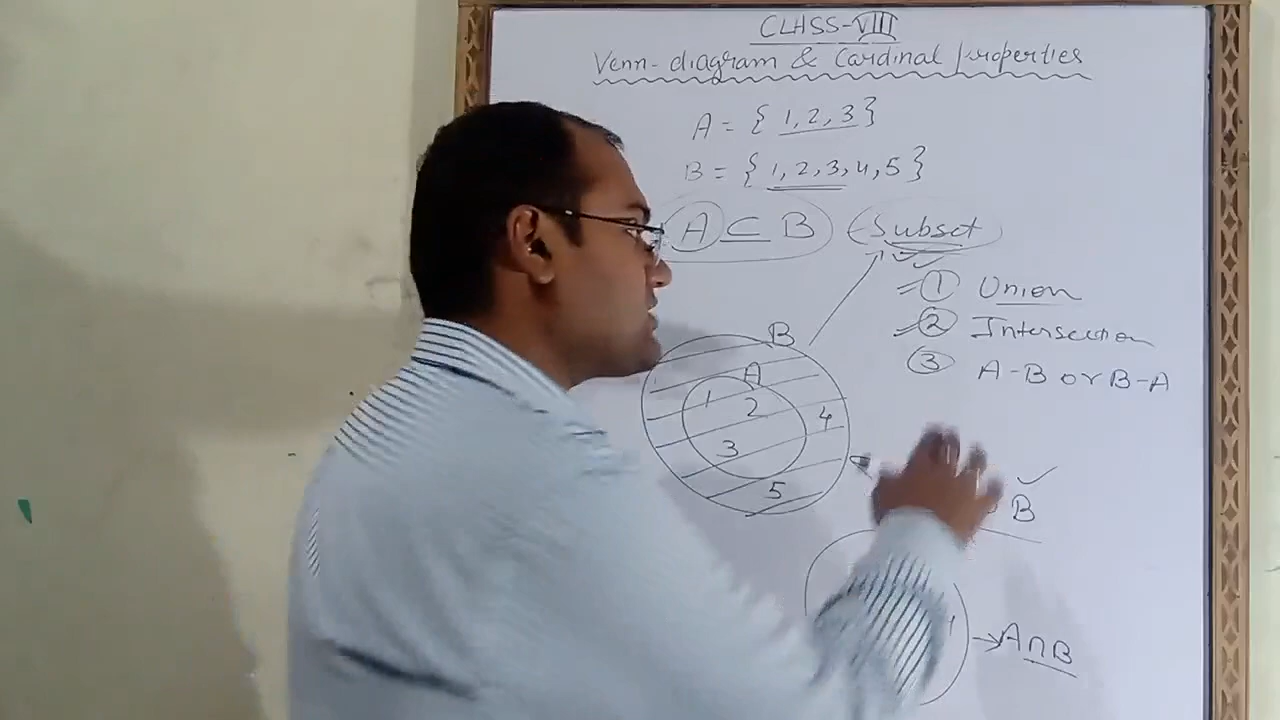 CLASS-VIII
Venn-diagram & Cardinal Properties
A = { 1, 2, 3 }
B = { 1, 2, 3, 4, 5 }
A ⊂ B (Subset)
① Union
② Intersection
③ A-B or B-A
B
A
1 2 4
3
5
B
→ A∩B